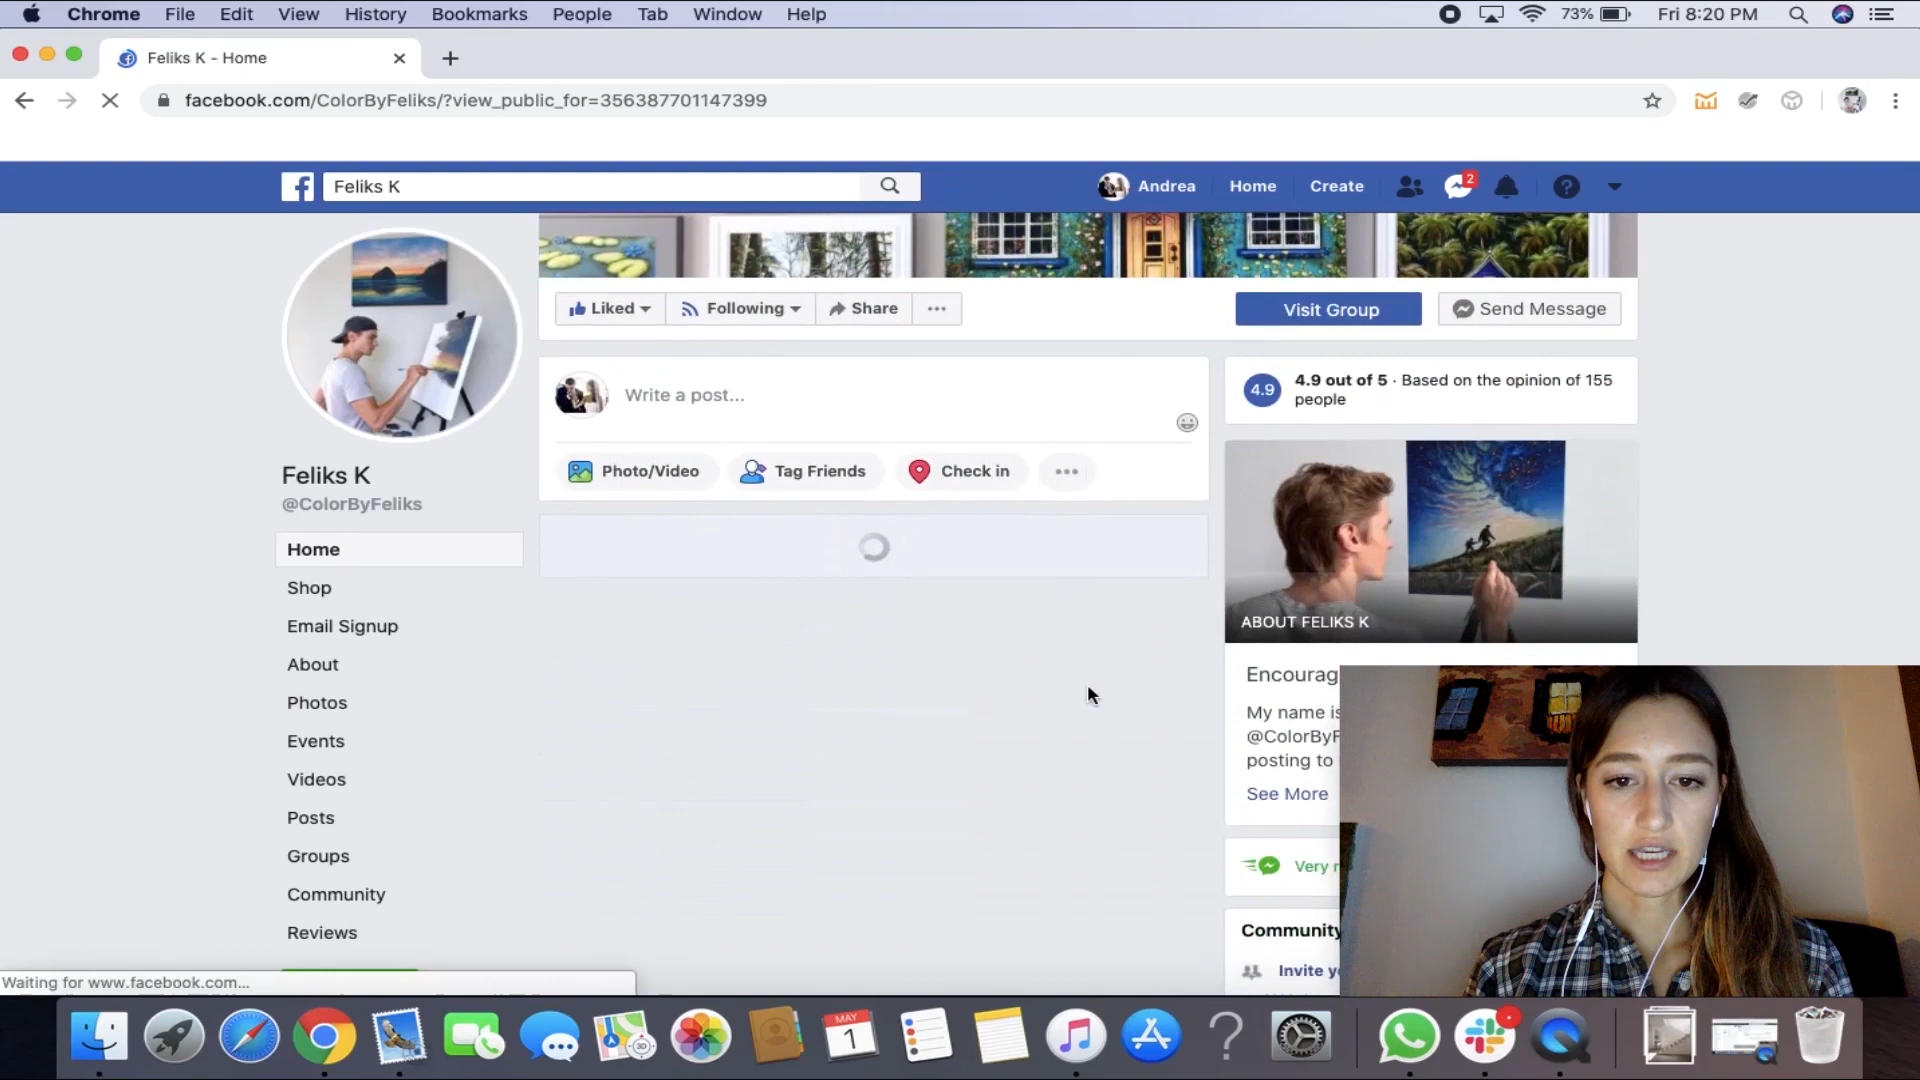 Chrome File Edit View History Bookmarks People Tab Window Help 73% Fri 8:20 PM
Feliks K - Home
facebook.com/ColorByFeliks/?view_public_for=356387701147399
Feliks K Andrea Home Create 2
Liked Following Share Visit Group Send Message
Write a post...
Photo/Video Tag Friends Check in
4.9 4.9 out of 5 · Based on the opinion of 155
people
Feliks K
@ColorByFeliks
Home
Shop
Email Signup
About
Photos
Events
Videos
Posts
Groups
Community
Reviews
ABOUT FELIKS K
Encourag
My name is
@ColorByF
posting to
See More
Very r
Community
Invite y
Waiting for www.facebook.com...
MAY
1
3D